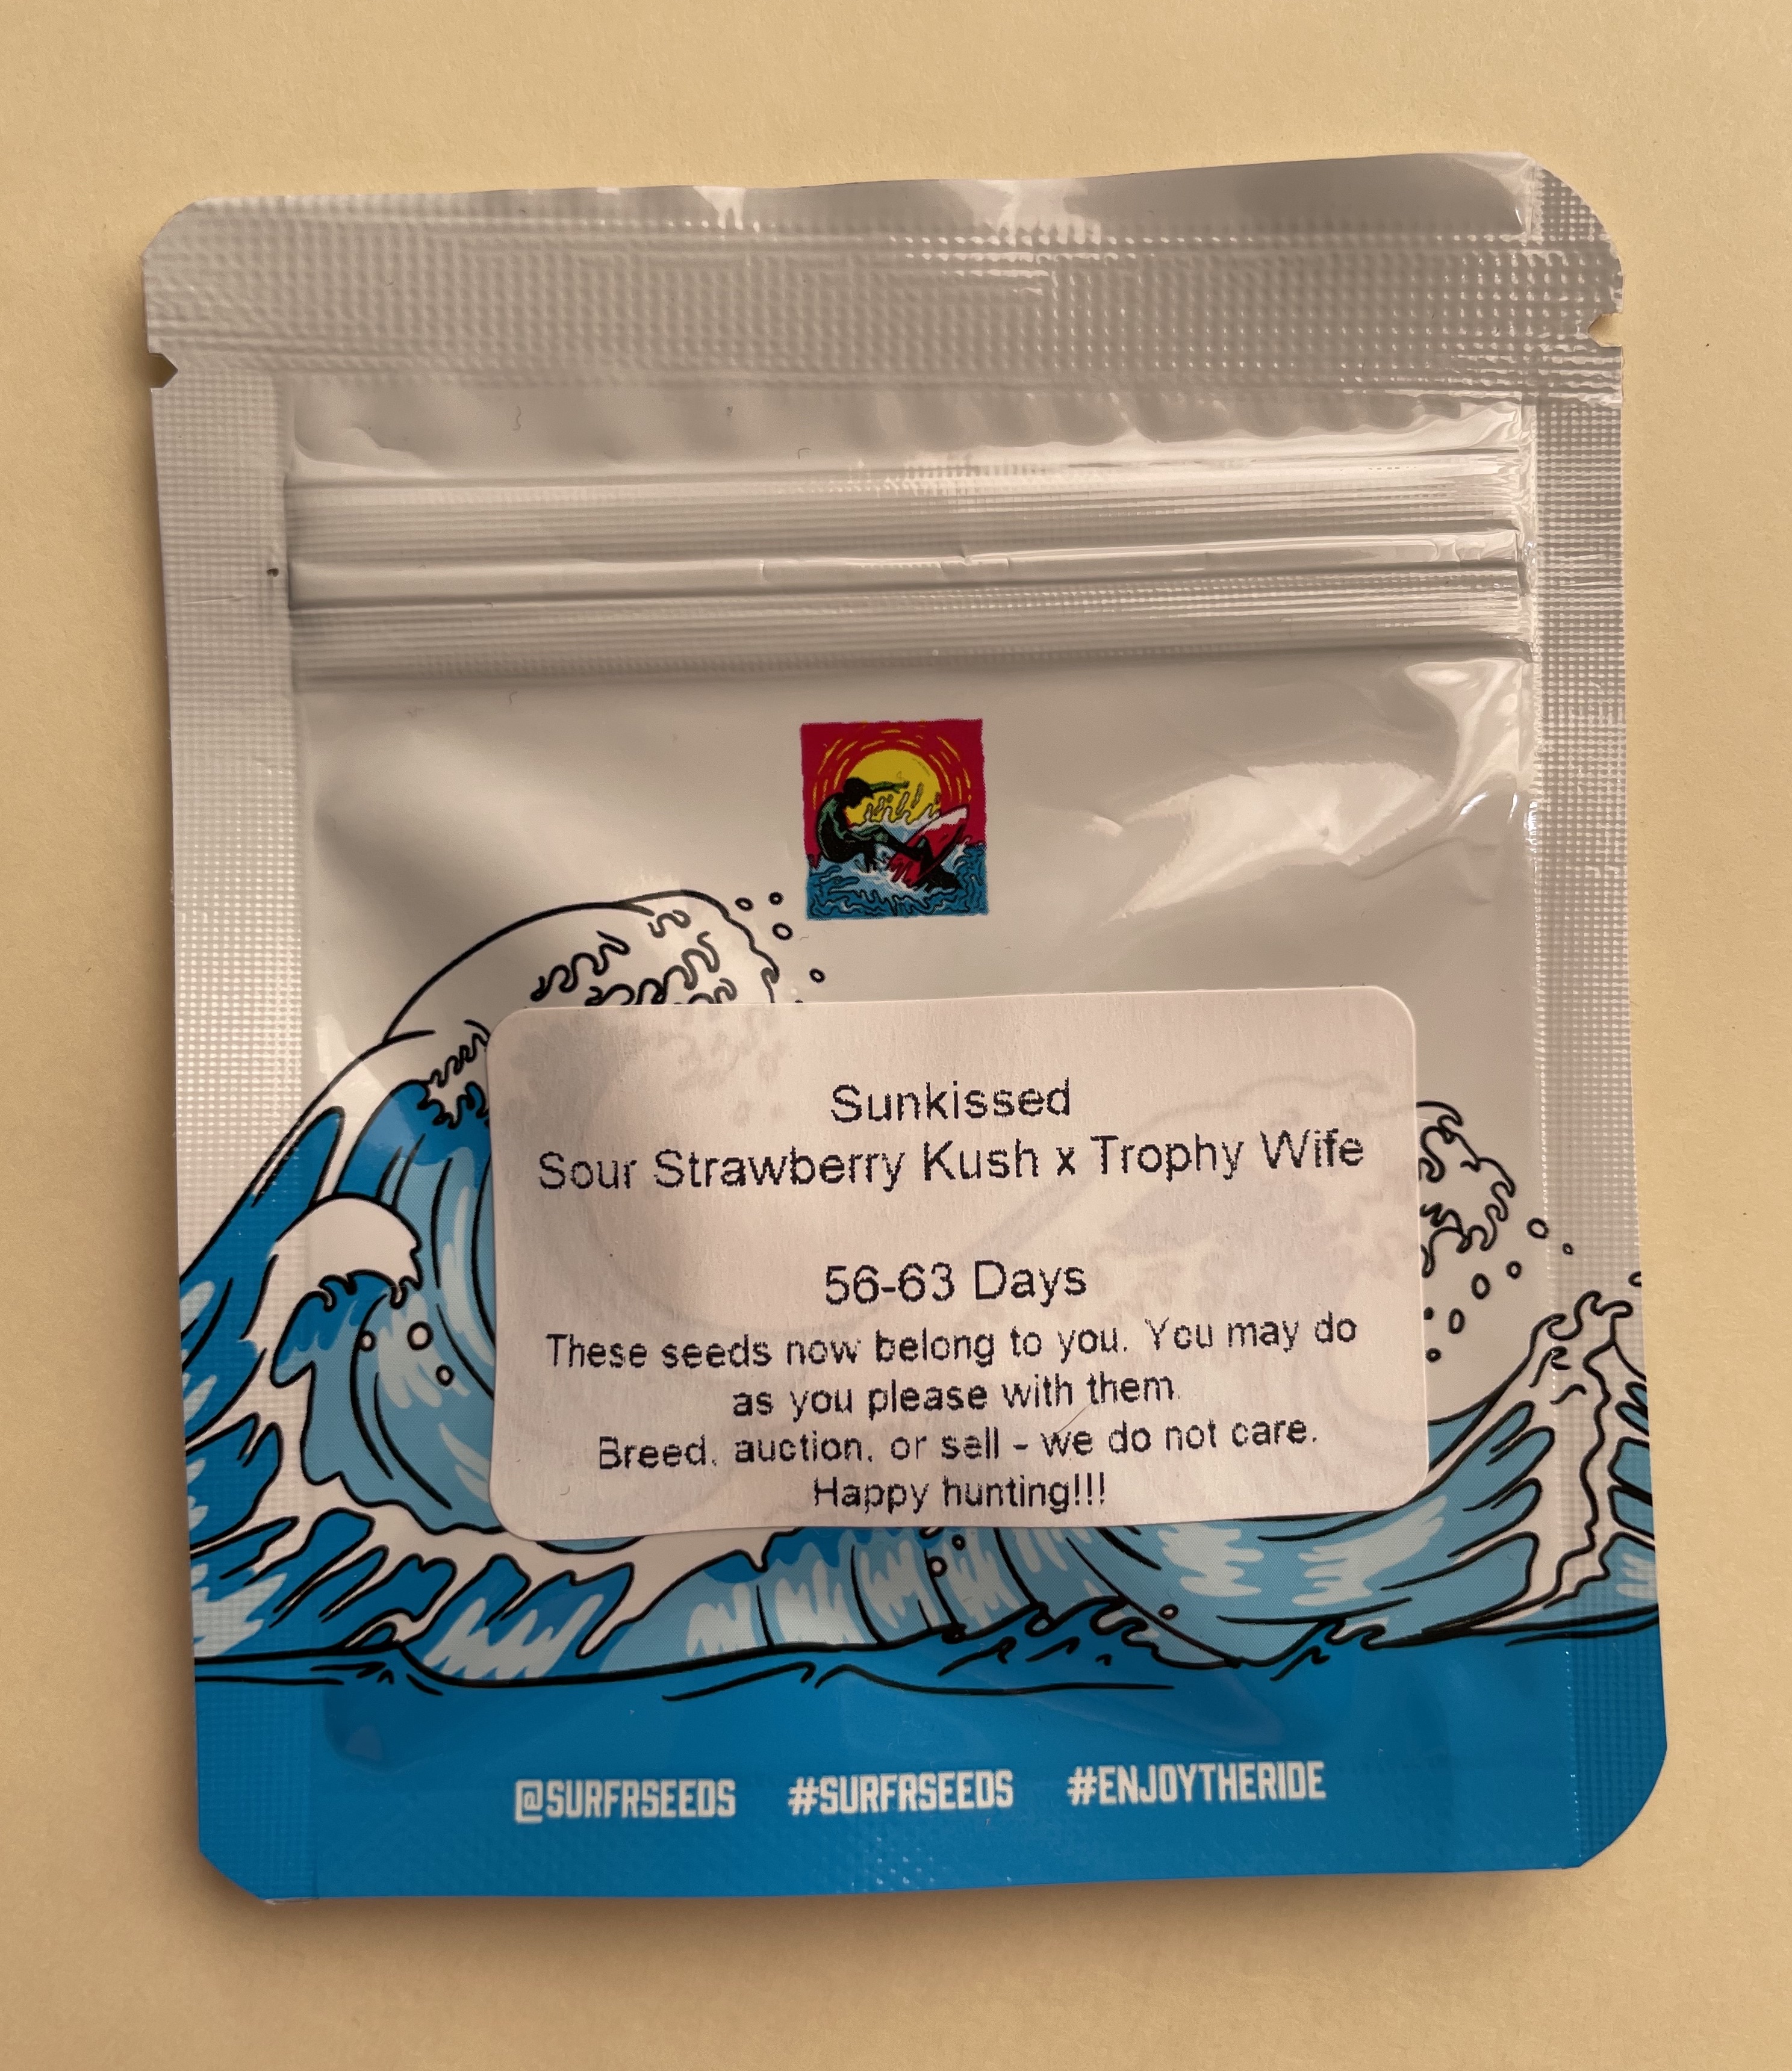 Sunkissed
Sour Strawberry Kush x Trophy Wife
56-63 Days
These seeds now belong to you. You may do
as you please with them.
Breed, auction, or sell - we do not care.
Happy hunting!!!
@SURFRSEEDS #SURFRSEEDS #ENJOYTHERIDE